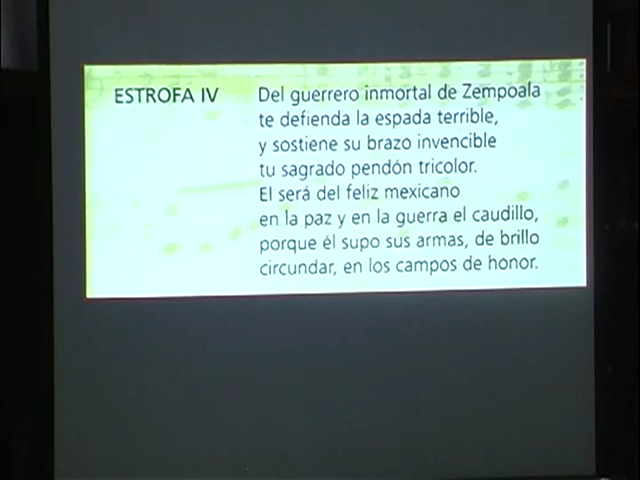 ESTROFA IV
Del guerrero inmortal de Zempoala
te defienda la espada terrible,
y sostiene su brazo invencible
tu sagrado pendón tricolor.
El será del feliz mexicano
en la paz y en la guerra el caudillo,
porque él supo sus armas, de brillo
circundar, en los campos de honor.